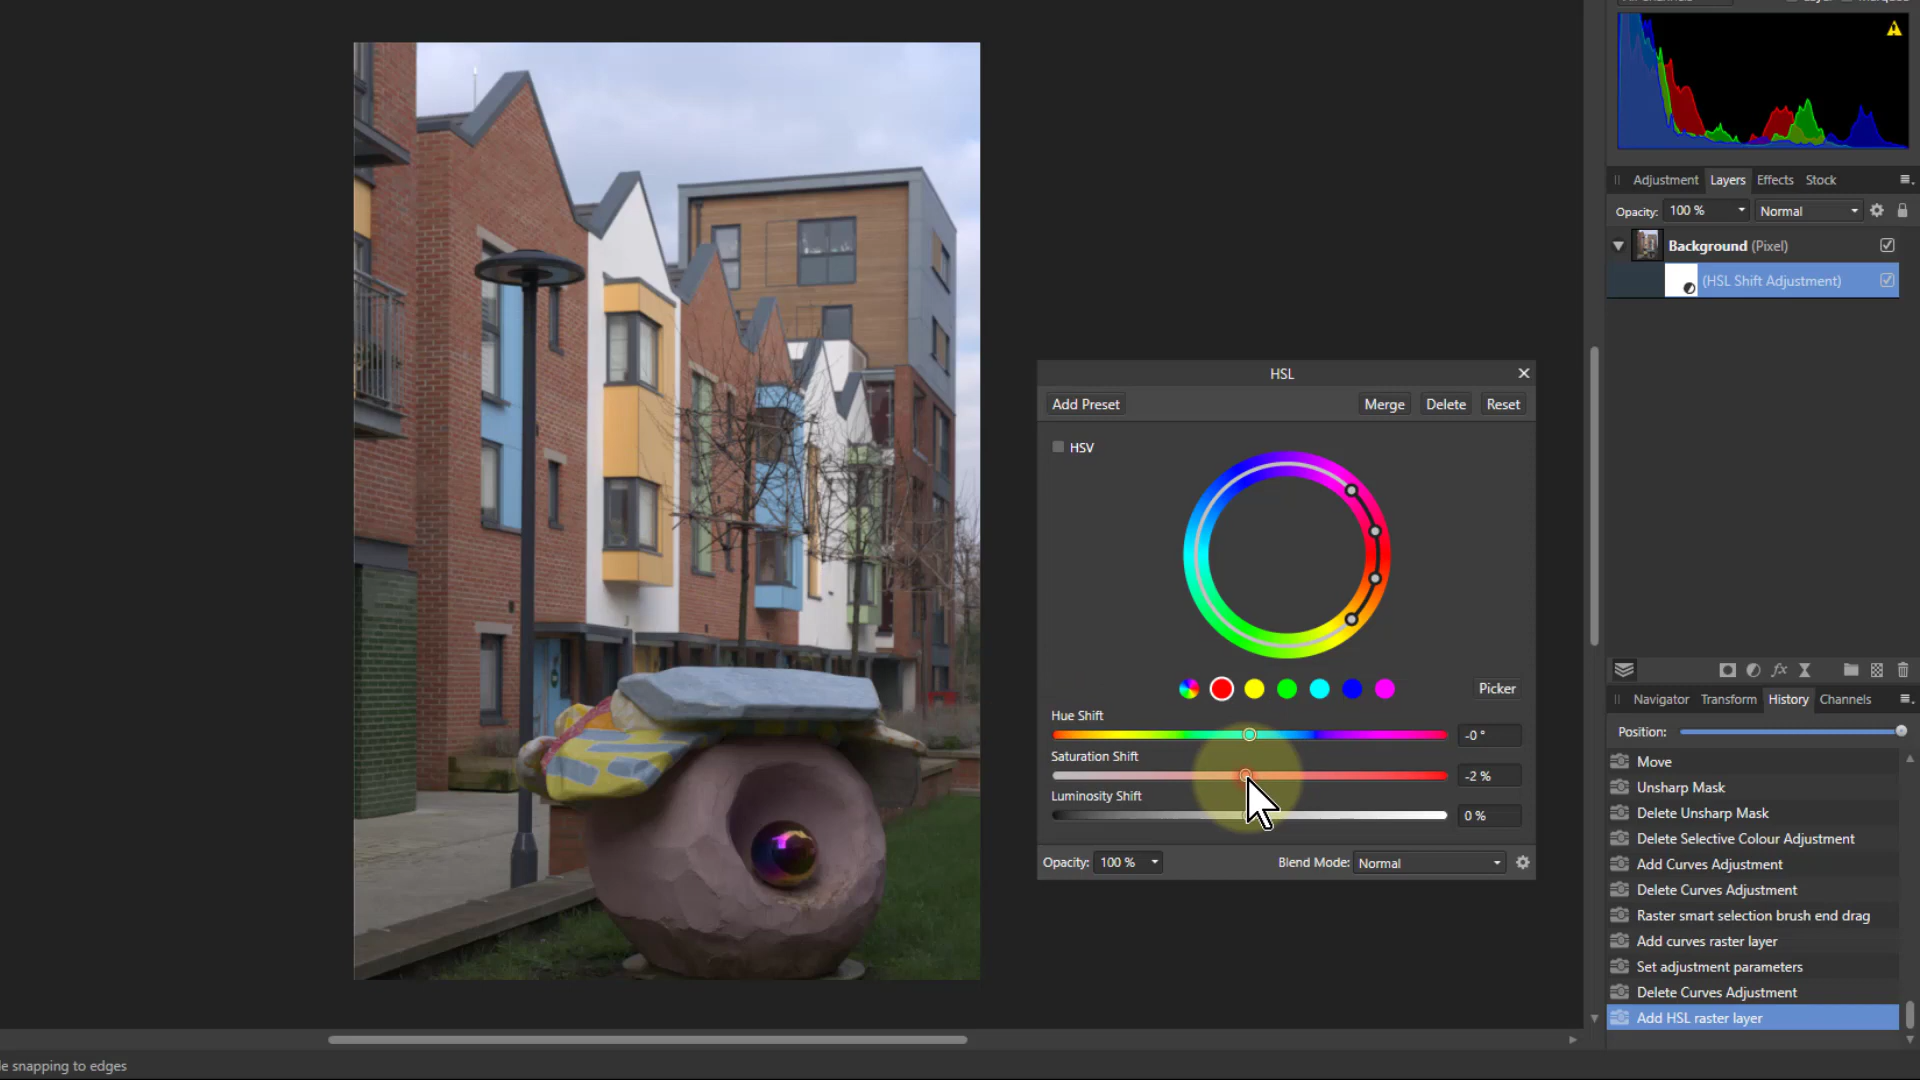 Adjustment Layers Effects Stock
Opacity: 100 % Normal
Background (Pixel)
(HSL Shift Adjustment)
HSL
Add Preset Merge Delete Reset
HSV
Picker
Hue Shift
-0 °
Saturation Shift
-2 %
Luminosity Shift
0 %
Opacity: 100 % Blend Mode: Normal
Navigator Transform History Channels
Position:
Move
Unsharp Mask
Delete Unsharp Mask
Delete Selective Colour Adjustment
Add Curves Adjustment
Delete Curves Adjustment
Raster smart selection brush end drag
Add curves raster layer
Set adjustment parameters
Delete Curves Adjustment
Add HSL raster layer
snapping to edges